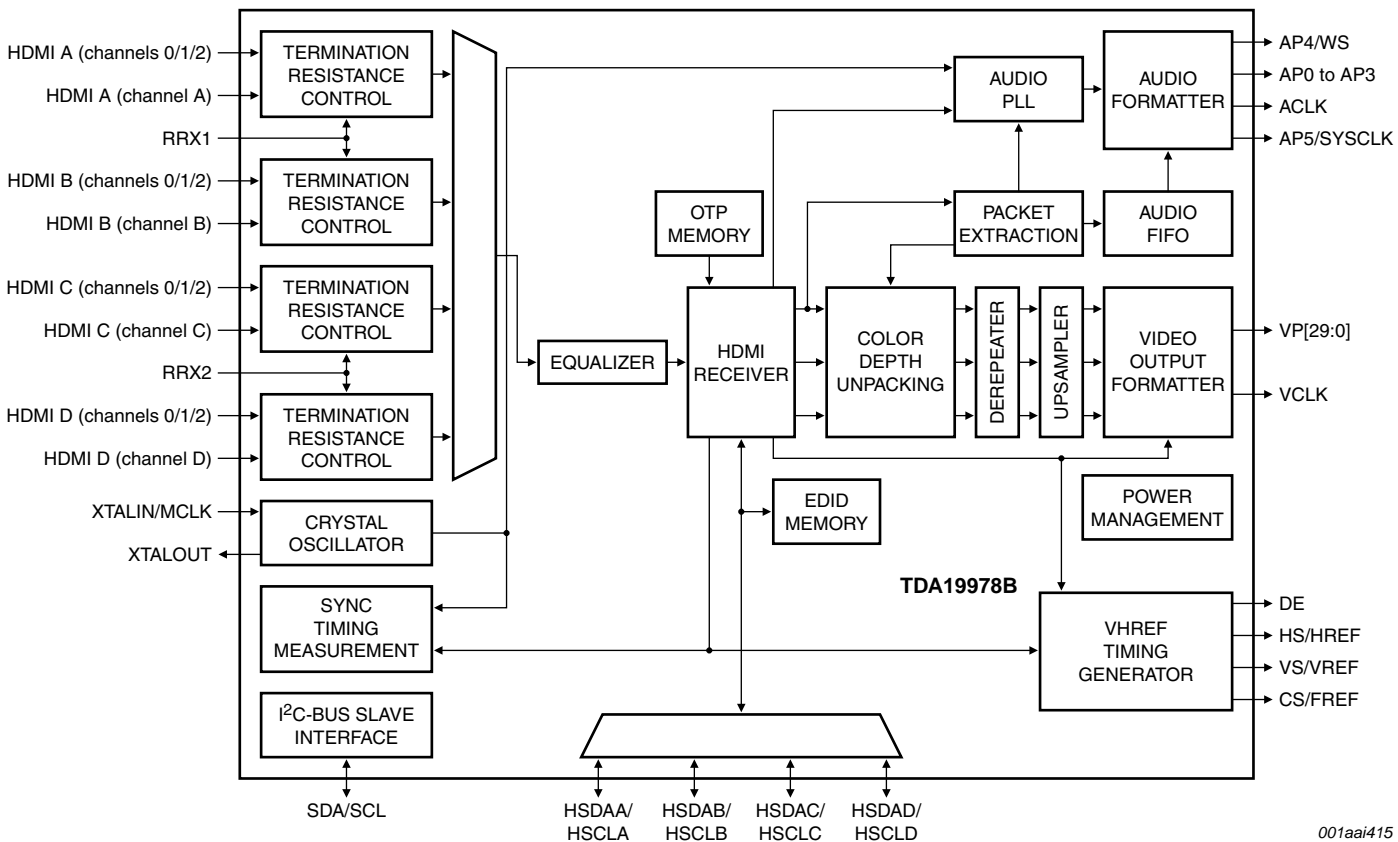 HDMI A (channels 0/1/2)
HDMI A (channel A)
RRX1
HDMI B (channels 0/1/2)
HDMI B (channel B)
HDMI C (channels 0/1/2)
HDMI C (channel C)
RRX2
HDMI D (channels 0/1/2)
HDMI D (channel D)
XTALIN/MCLK
XTALOUT
TERMINATION
RESISTANCE
CONTROL
TERMINATION
RESISTANCE
CONTROL
TERMINATION
RESISTANCE
CONTROL
TERMINATION
RESISTANCE
CONTROL
CRYSTAL
OSCILLATOR
SYNC
TIMING
MEASUREMENT
I²C-BUS SLAVE
INTERFACE
SDA/SCL
EQUALIZER
OTP
MEMORY
HDMI
RECEIVER
EDID
MEMORY
COLOR
DEPTH
UNPACKING
DEREPEATER
UPSAMPLER
VIDEO
OUTPUT
FORMATTER
AUDIO
PLL
AUDIO
FORMATTER
PACKET
EXTRACTION
AUDIO
FIFO
POWER
MANAGEMENT
TDA19978B
VHREF
TIMING
GENERATOR
AP4/WS
AP0 to AP3
ACLK
AP5/SYSCLK
VP[29:0]
VCLK
DE
HS/HREF
VS/VREF
CS/FREF
HSDAA/
HSCLA
HSDAB/
HSCLB
HSDAC/
HSCLC
HSDAD/
HSCLD
001aai415